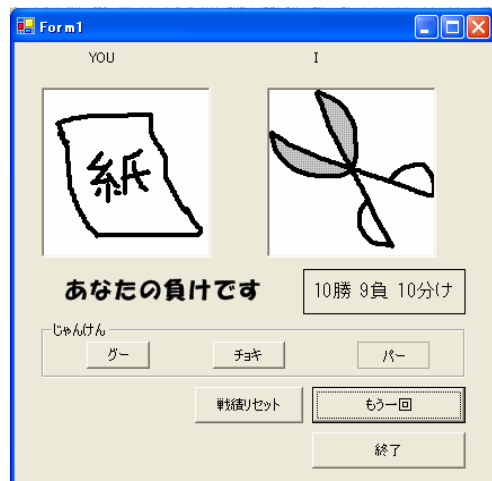 Form1
YOU I
紙
あなたの負けです 10勝 9負 10分け
じゃんけん
グー チョキ パー
戦績リセット もう一回
終了